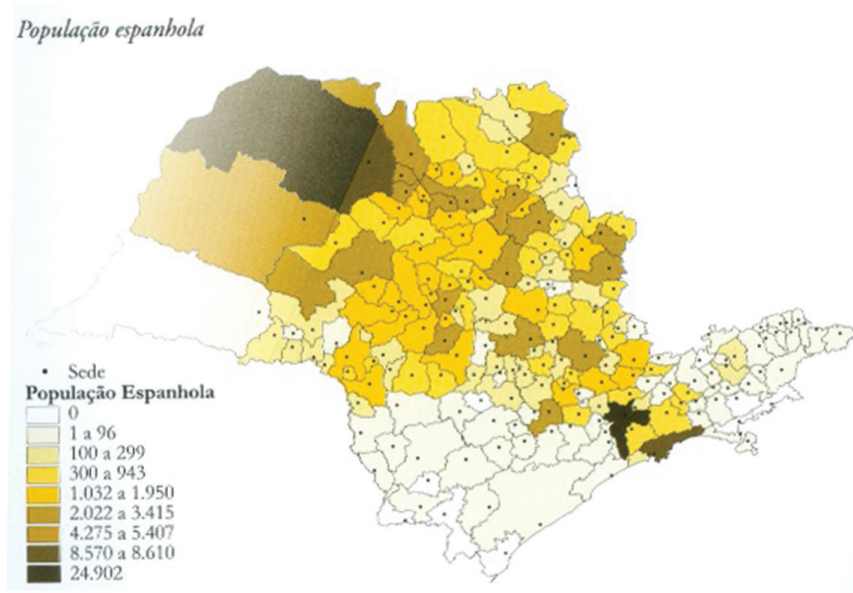 População espanhola
Sede
População Espanhola
0
1 a 96
100 a 299
300 a 943
1.032 a 1.950
2.022 a 3.415
4.275 a 5.407
8.570 a 8.610
24.902